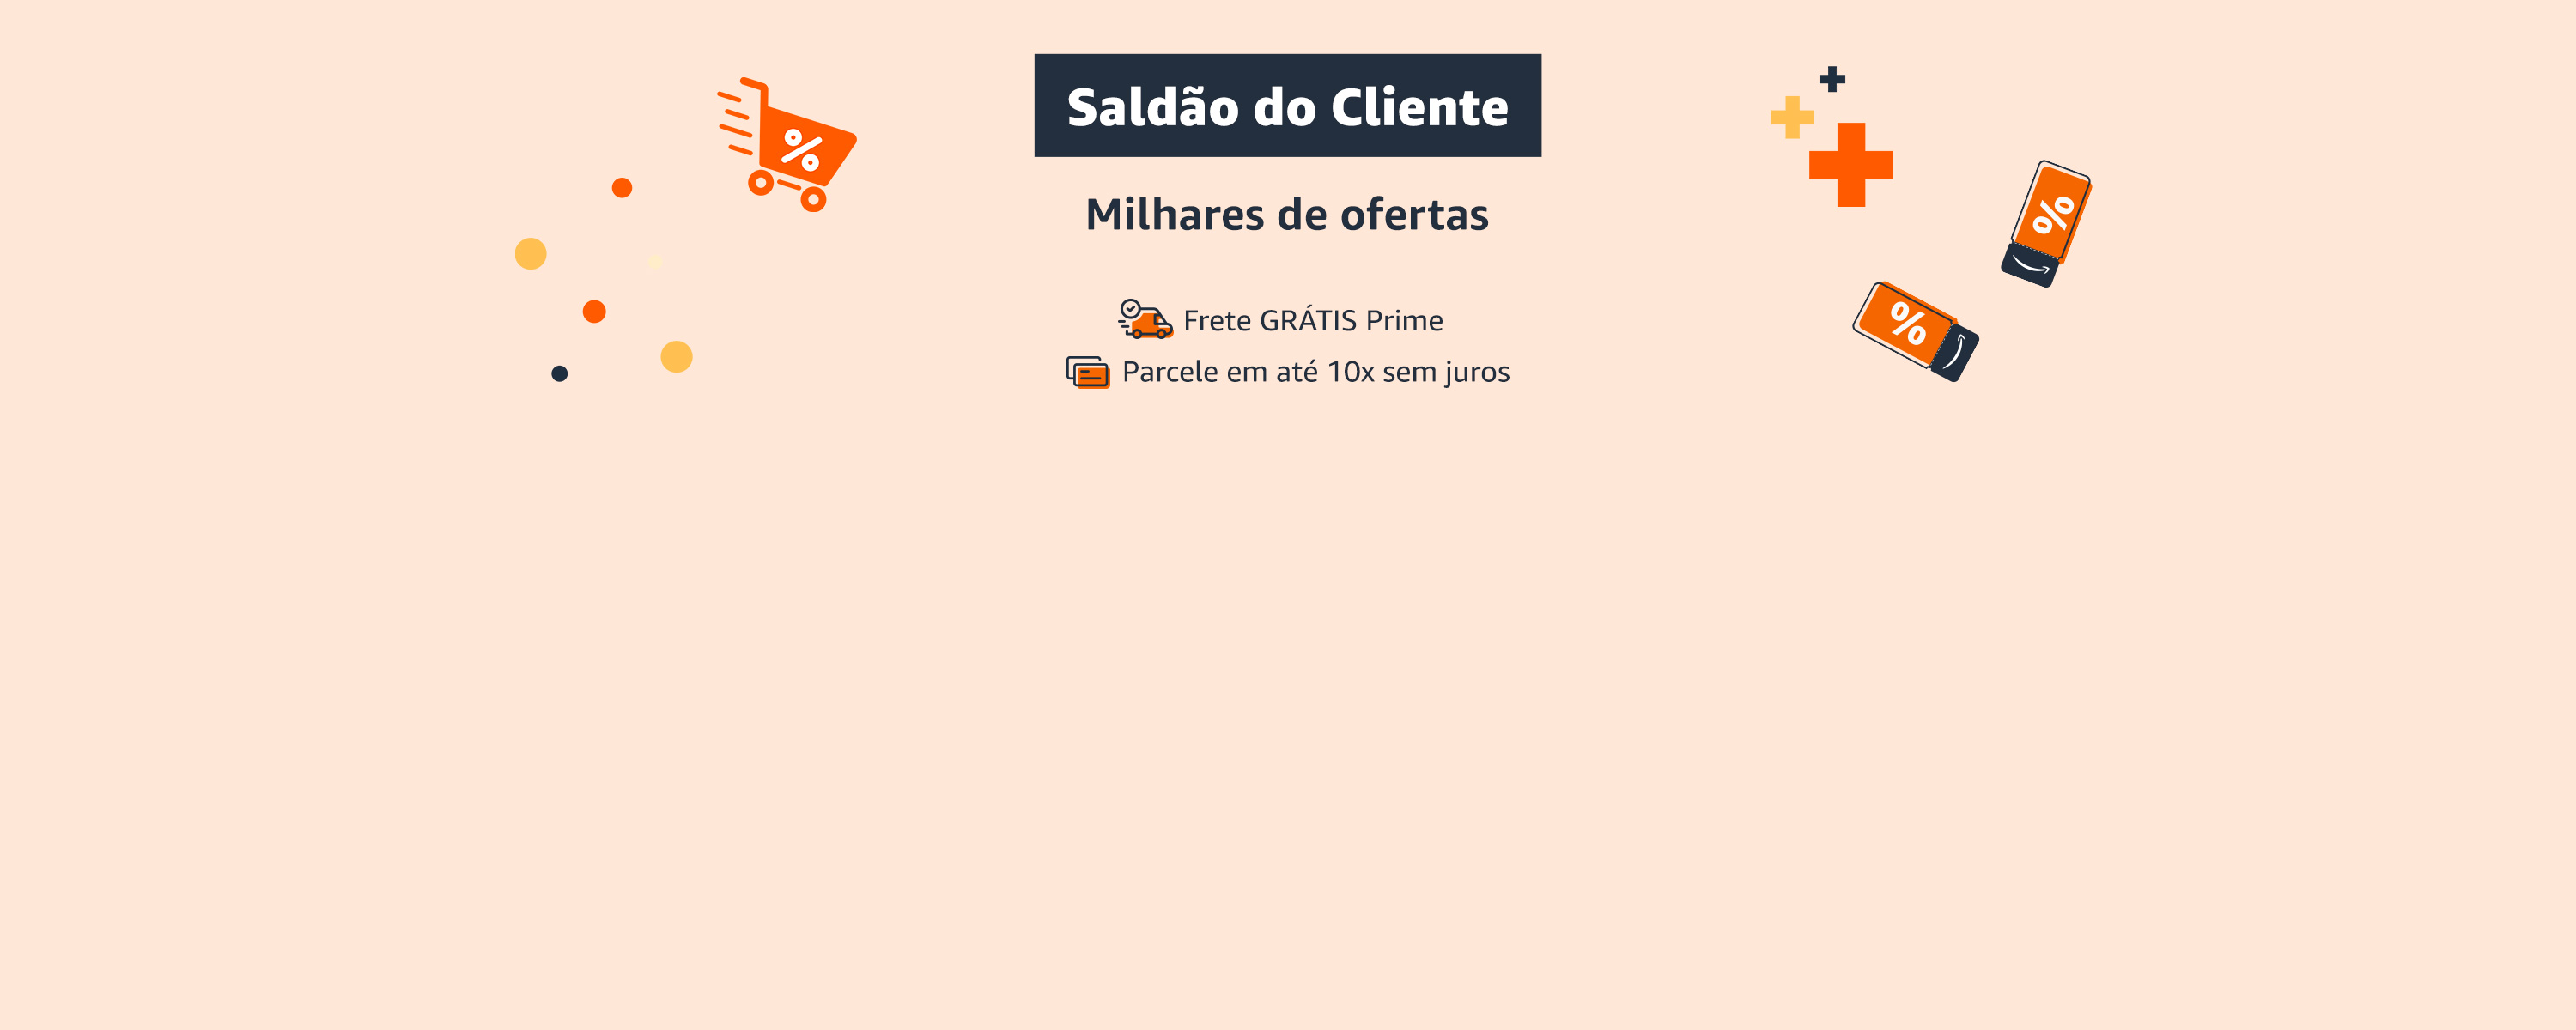 Saldão do Cliente
Milhares de ofertas
Frete GRÁTIS Prime
Parcele em até 10x sem juros
%
%
%